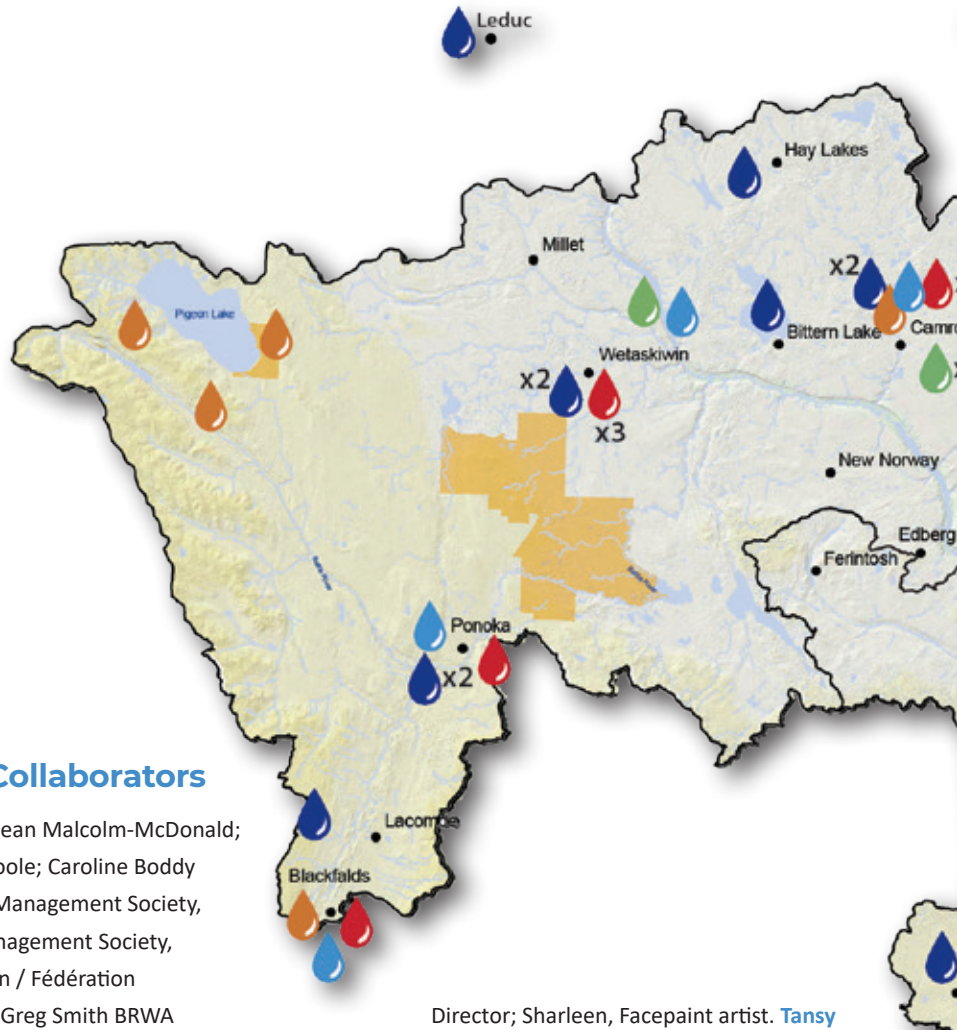 Leduc
Hay Lakes
Millet
Pigeon Lake
x2
Bittern Lake
Wetaskiwin
x2
x3
New Norway
Edberg
Ferintosh
Ponoka
x2
Lacombe
Blackfalds
Collaborators
ean Malcolm-McDonald;
oole; Caroline Boddy
Management Society,
nagement Society,
n / Fédération
Greg Smith BRWA
Director; Sharleen, Facepaint artist. Tansy